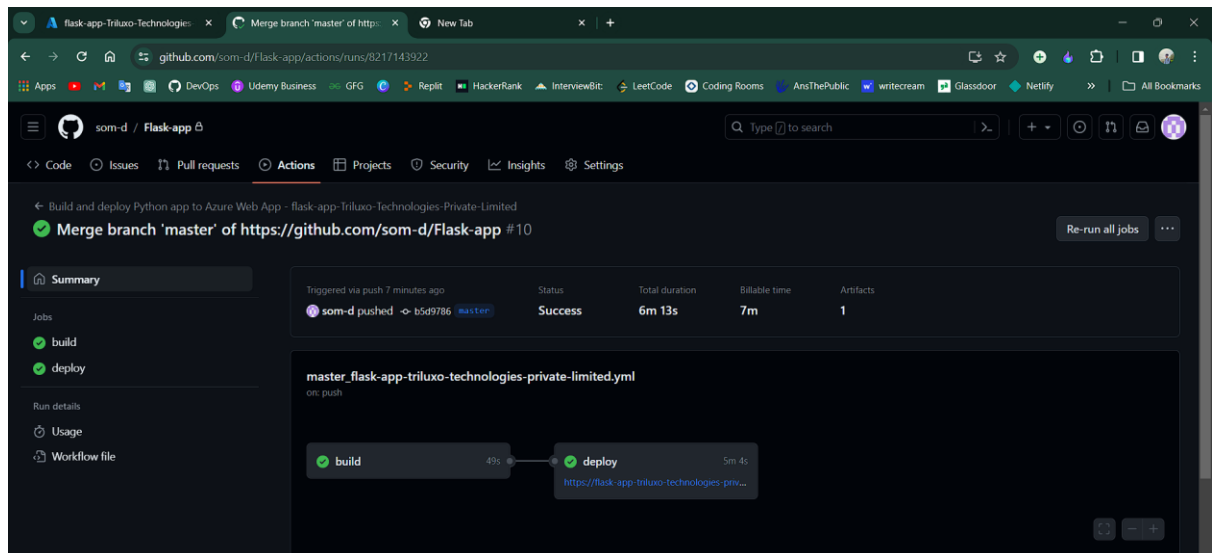 flask-app-Triluxo-Technologies
Merge branch 'master' of https:
New Tab
github.com/som-d/Flask-app/actions/runs/8217143922
Apps DevOps Udemy Business GFG Replit HackerRank InterviewBit: LeetCode Coding Rooms AnsThePublic writecream Glassdoor Netlify » All Bookmarks
som-d / Flask-app
Type / to search
Code Issues Pull requests Actions Projects Security Insights Settings
← Build and deploy Python app to Azure Web App - flask-app-Triluxo-Technologies-Private-Limited
Merge branch 'master' of https://github.com/som-d/Flask-app #10
Re-run all jobs ...
Summary
Jobs
build
deploy
Run details
Usage
Workflow file
Triggered via push 7 minutes ago
som-d pushed b5d9786 master
Status
Success
Total duration
6m 13s
Billable time
7m
Artifacts
1
master_flask-app-triluxo-technologies-private-limited.yml
on: push
build 49s
deploy 5m 4s
https://flask-app-triluxo-technologies-priv...